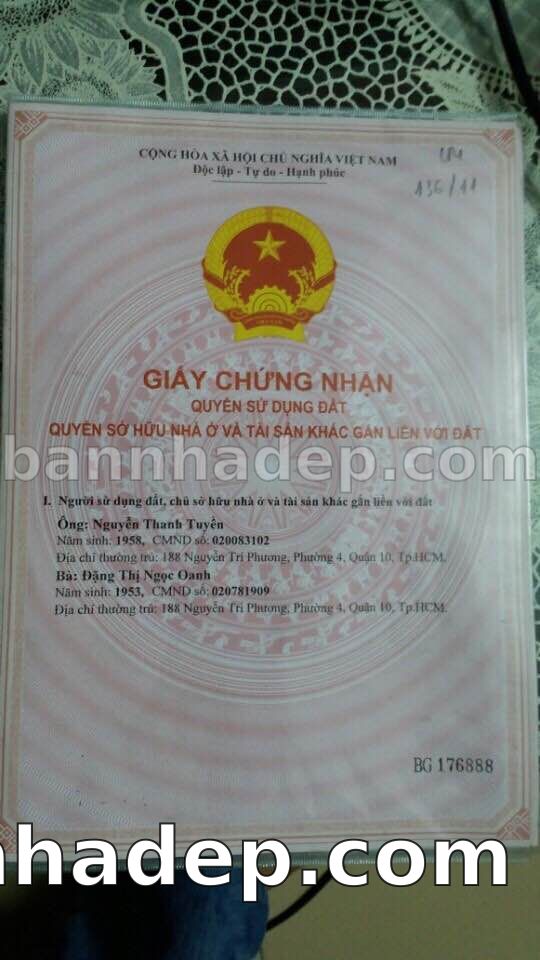 CỘNG HÒA XÃ HỘI CHỦ NGHĨA VIỆT NAM
Độc lập - Tự do - Hạnh phúc
136/11
GIẤY CHỨNG NHẬN
QUYỀN SỬ DỤNG ĐẤT
QUYỀN SỞ HỮU NHÀ Ở VÀ TÀI SẢN KHÁC GẮN LIỀN VỚI ĐẤT
bannhadep.com
I. Người sử dụng đất, chủ sở hữu nhà ở và tài sản khác gắn liền với đất
Ông: Nguyễn Thanh Tuyền
Năm sinh: 1958, CMND số: 020083102
Địa chỉ thường trú: 188 Nguyễn Tri Phương, Phường 4, Quận 10, Tp.HCM.
Bà: Đặng Thị Ngọc Oanh
Năm sinh: 1953, CMND số: 020781909
Địa chỉ thường trú: 188 Nguyễn Tri Phương, Phường 4, Quận 10, Tp.HCM.
BG 176888
nhadep.com